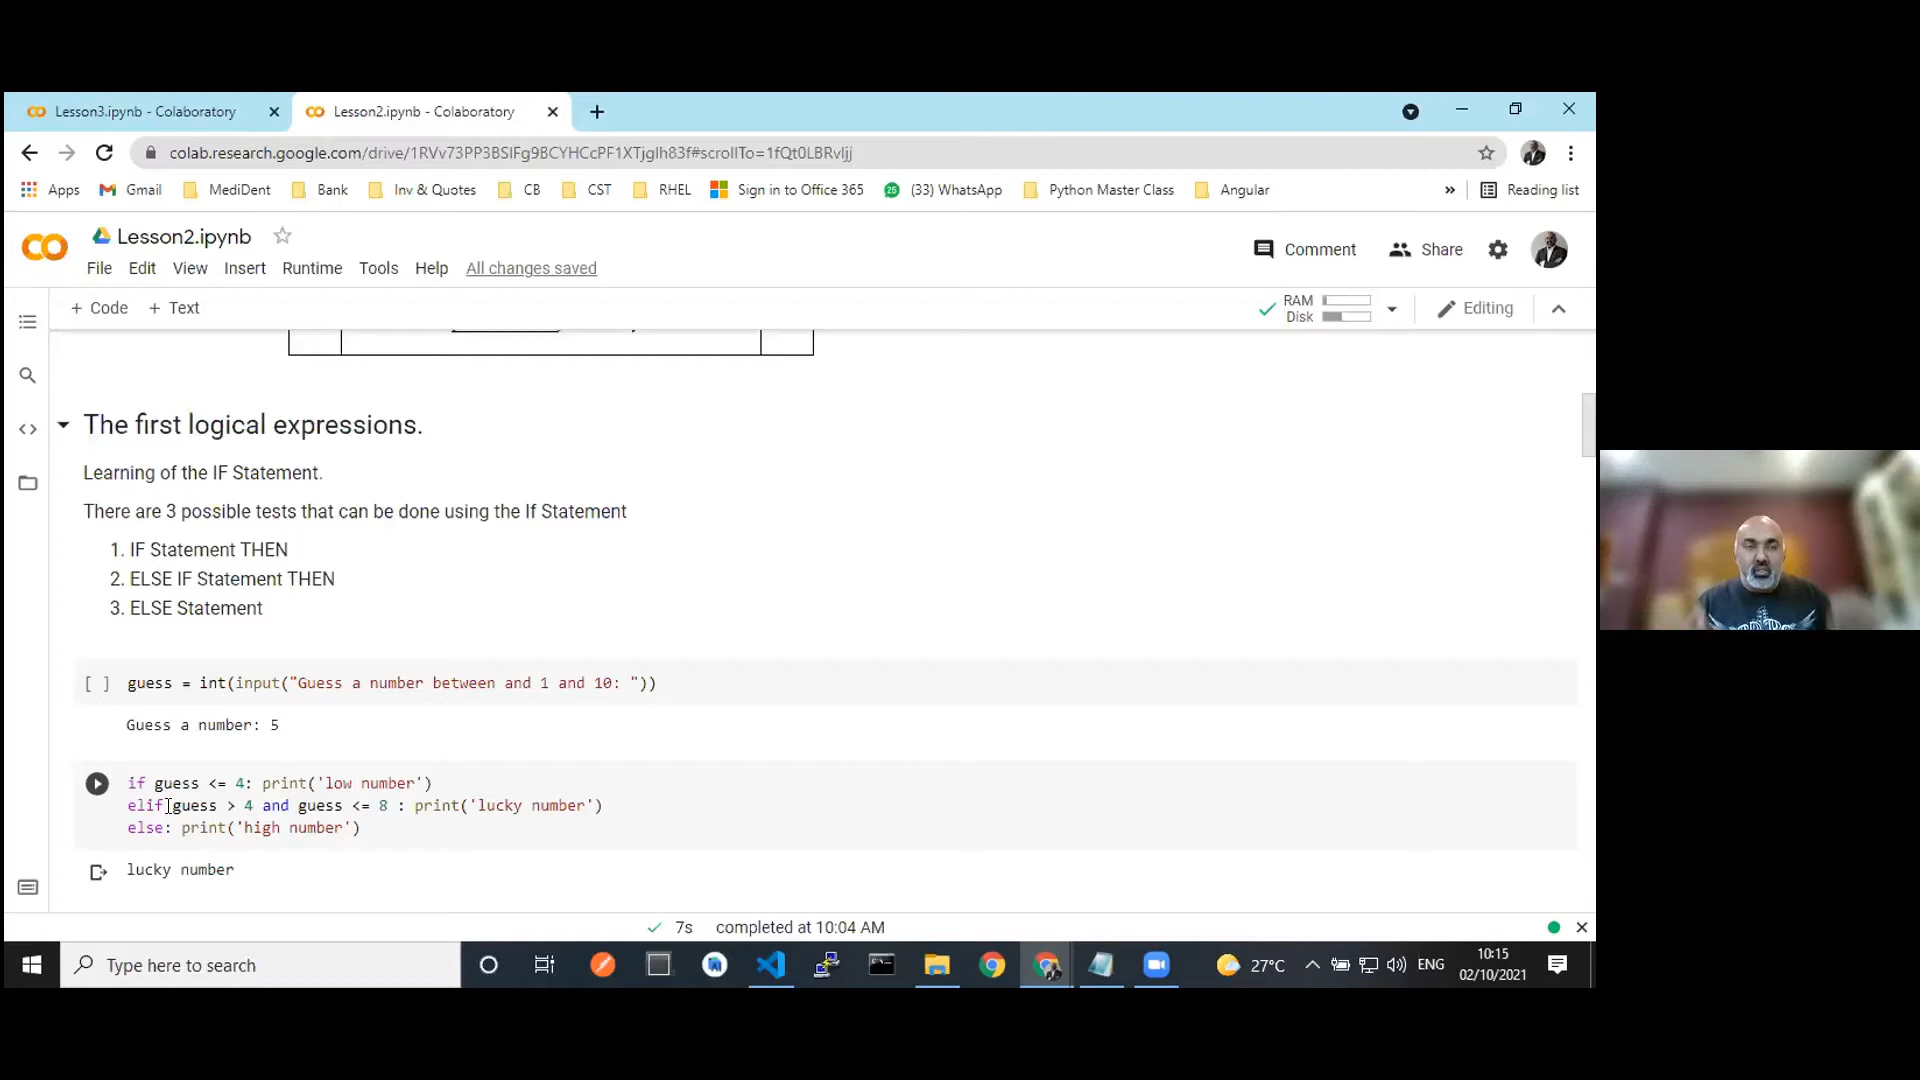 Lesson3.ipynb - Colaboratory
Lesson2.ipynb - Colaboratory
colab.research.google.com/drive/1RVv73PP3BSlFg9BCYHCcPF1XTjgIh83f#scrollTo=1fQt0LBRvIjj
Apps Gmail MediDent Bank Inv & Quotes CB CST RHEL Sign in to Office 365 25 (33) WhatsApp Python Master Class Angular » Reading list
Lesson2.ipynb
Comment Share
File Edit View Insert Runtime Tools Help All changes saved
+ Code + Text
RAM
Disk
Editing
The first logical expressions.
Learning of the IF Statement.
There are 3 possible tests that can be done using the If Statement
1. IF Statement THEN
2. ELSE IF Statement THEN
3. ELSE Statement
[ ] guess = int(input("Guess a number between and 1 and 10: "))
Guess a number: 5
if guess <= 4: print('low number')
elif guess > 4 and guess <= 8 : print('lucky number')
else: print('high number')
lucky number
7s completed at 10:04 AM
Type here to search
27°C
ENG
10:15
02/10/2021